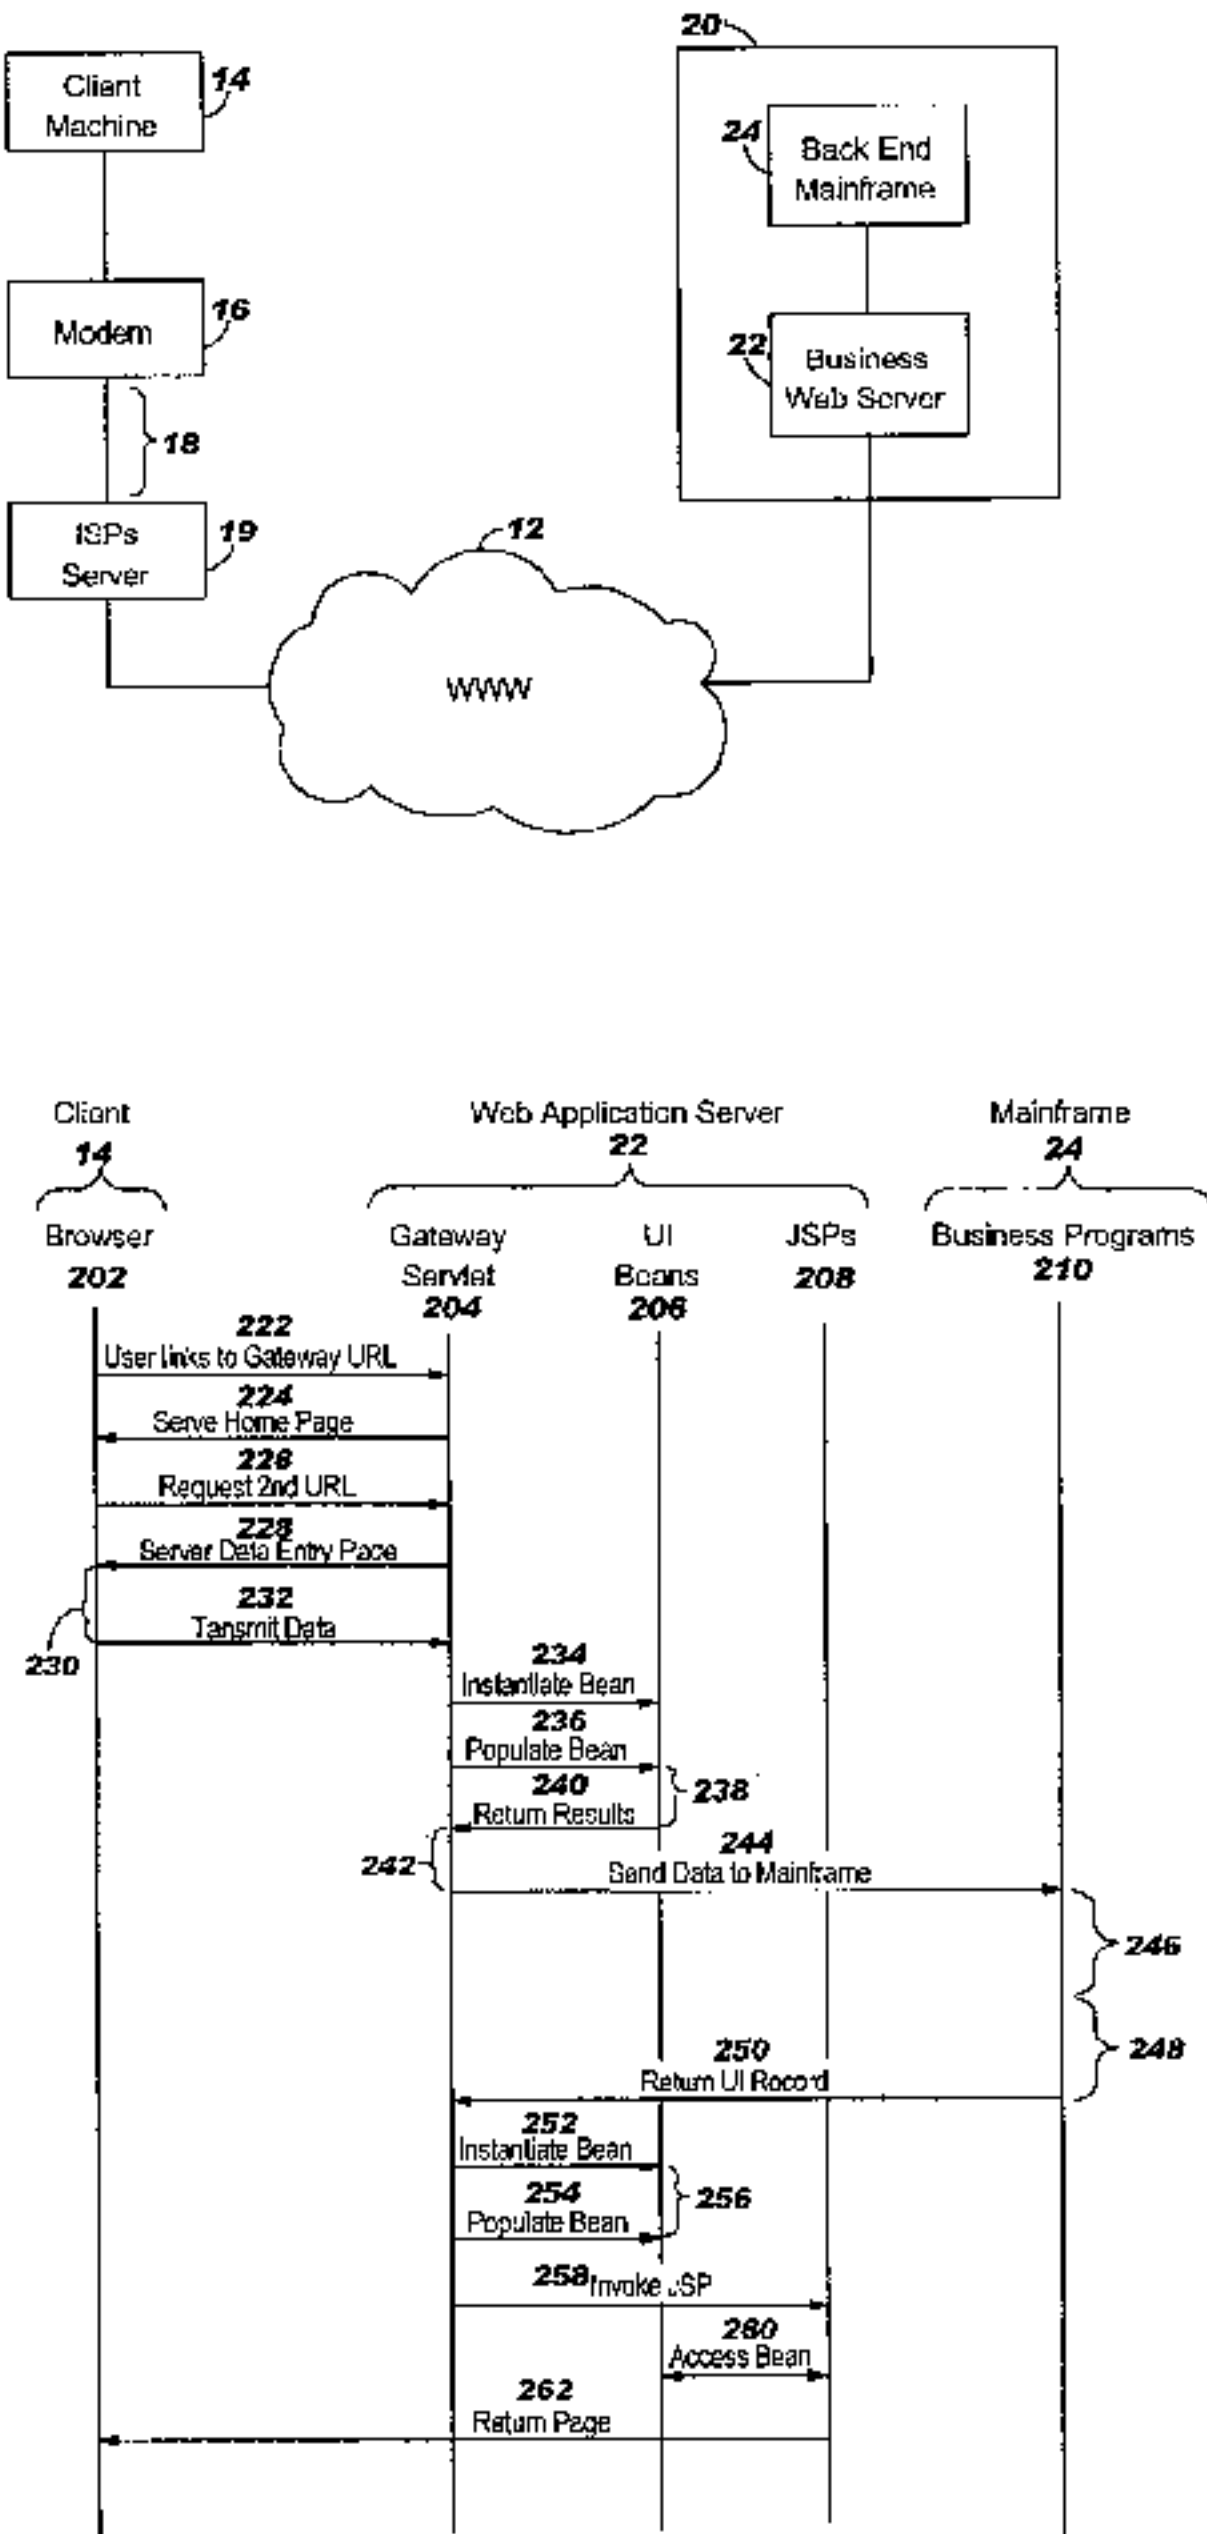 20
Client
Machine
14
24
Back End
Mainframe
Modem
16
22
Business
Web Server
18
ISPs
Server
19
12
WWW
Client
14
Web Application Server
22
Mainframe
24
Browser
202
Gateway
Servlet
204
UI
Beans
206
JSPs
208
Business Programs
210
222
User links to Gateway URL
224
Serve Home Page
226
Request 2nd URL
228
Server Data Entry Page
232
Tansmit Data
230
234
Instantiate Bean
236
Populate Bean
238
240
Return Results
242
244
Send Data to Mainframe
246
248
250
Return UI Record
252
Instantiate Bean
254
Populate Bean
256
258 Invoke JSP
260
Access Bean
262
Return Page